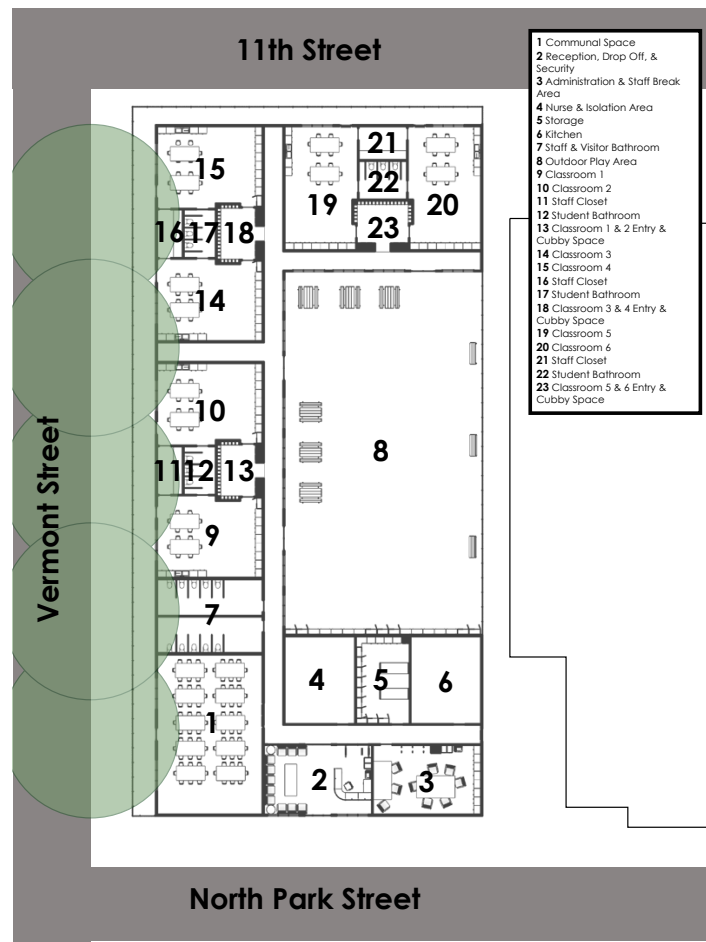 11th Street
1 Communal Space
2 Reception, Drop Off, &
Security
3 Administration & Staff Break
Area
4 Nurse & Isolation Area
5 Storage
6 Kitchen
7 Staff & Visitor Bathroom
8 Outdoor Play Area
9 Classroom 1
10 Classroom 2
11 Staff Closet
12 Student Bathroom
13 Classroom 1 & 2 Entry &
Cubby Space
14 Classroom 3
15 Classroom 4
16 Staff Closet
17 Student Bathroom
18 Classroom 3 & 4 Entry &
Cubby Space
19 Classroom 5
20 Classroom 6
21 Staff Closet
22 Student Bathroom
23 Classroom 5 & 6 Entry &
Cubby Space
21
15
22
19
20
16
17
18
23
14
10
8
11
12
13
Vermont Street
9
7
4
5
6
1
2
3
North Park Street